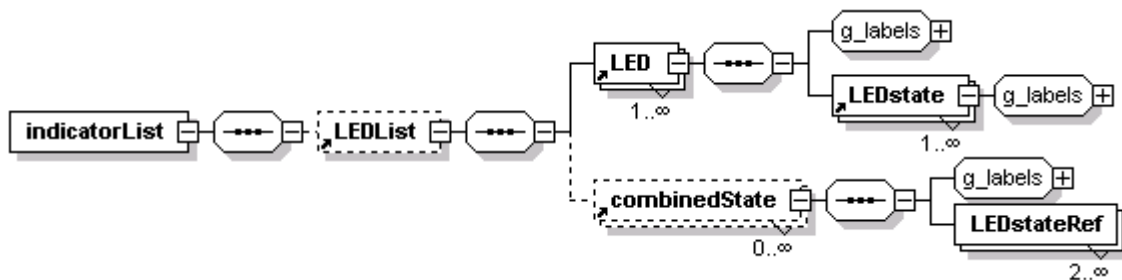 g_labels
LED
1..∞
LEDstate
g_labels
1..∞
indicatorList
LEDList
combinedState
0..∞
g_labels
LEDstateRef
2..∞